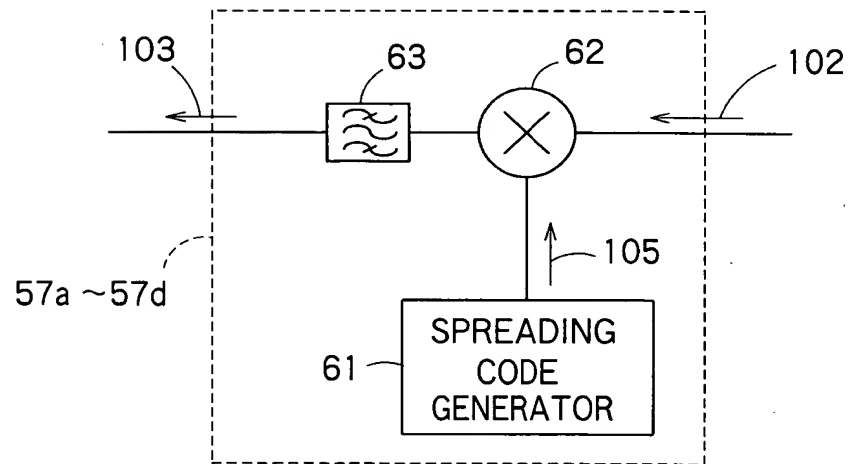 103
63
62
102
105
57a ~57d
61
SPREADING
CODE
GENERATOR